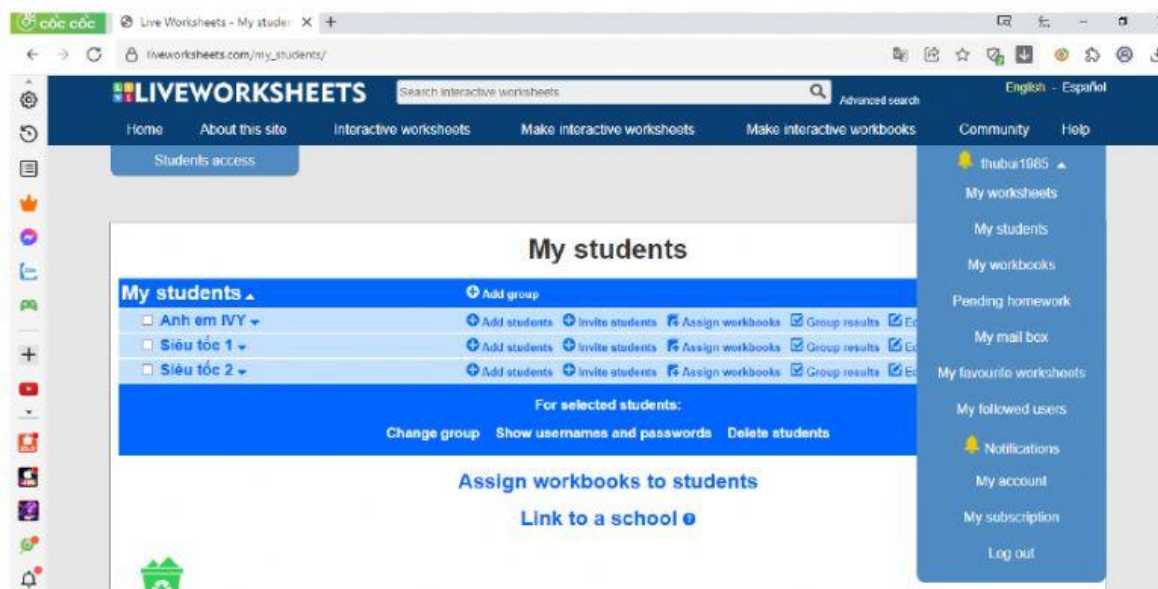 cốc cốc Live Worksheets - My studen
liveworksheets.com/my_students/
LIVEWORKSHEETS Search interactive worksheets Advanced search English - Español
Home About this site Interactive worksheets Make interactive worksheets Make interactive workbooks Community Help
Students access thubui1985
My worksheets
My students
My workbooks
Pending homework
My mail box
My favourite worksheets
My followed users
Notifications
My account
My subscription
Log out
My students
My students Add group
Anh em IVY Add students Invite students Assign workbooks Group results Ed
Siêu tốc 1 Add students Invite students Assign workbooks Group results Ed
Siêu tốc 2 Add students Invite students Assign workbooks Group results Ed
For selected students:
Change group Show usernames and passwords Delete students
Assign workbooks to students
Link to a school